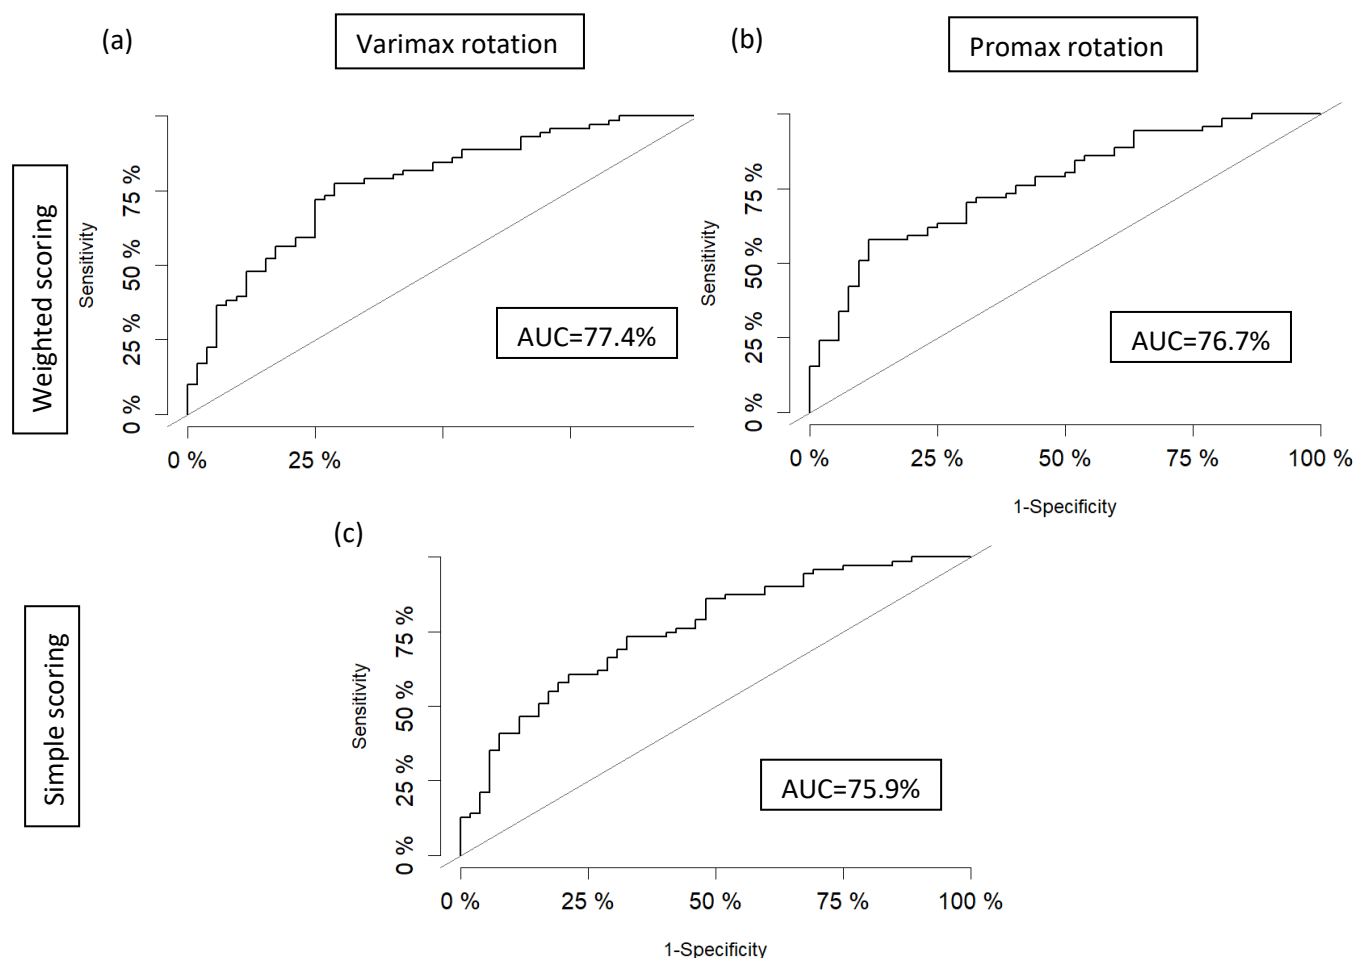 (a)
Varimax rotation
(b)
Promax rotation
Weighted scoring
Sensitivity
0 %
25 %
50 %
75 %
AUC=77.4%
0 %
25 %
Sensitivity
0 %
25 %
50 %
75 %
AUC=76.7%
0 %
25 %
50 %
75 %
100 %
1-Specificity
(c)
Simple scoring
Sensitivity
0 %
25 %
50 %
75 %
AUC=75.9%
0 %
25 %
50 %
75 %
100 %
1-Specificity